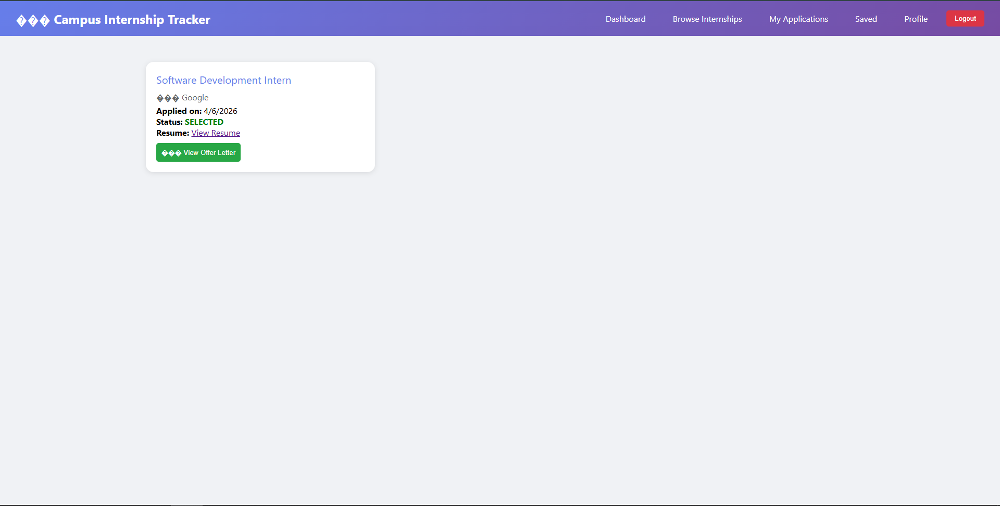 ��� Campus Internship Tracker
Dashboard Browse Internships My Applications Saved Profile Logout
Software Development Intern
��� Google
Applied on: 4/6/2026
Status: SELECTED
Resume: View Resume
��� View Offer Letter